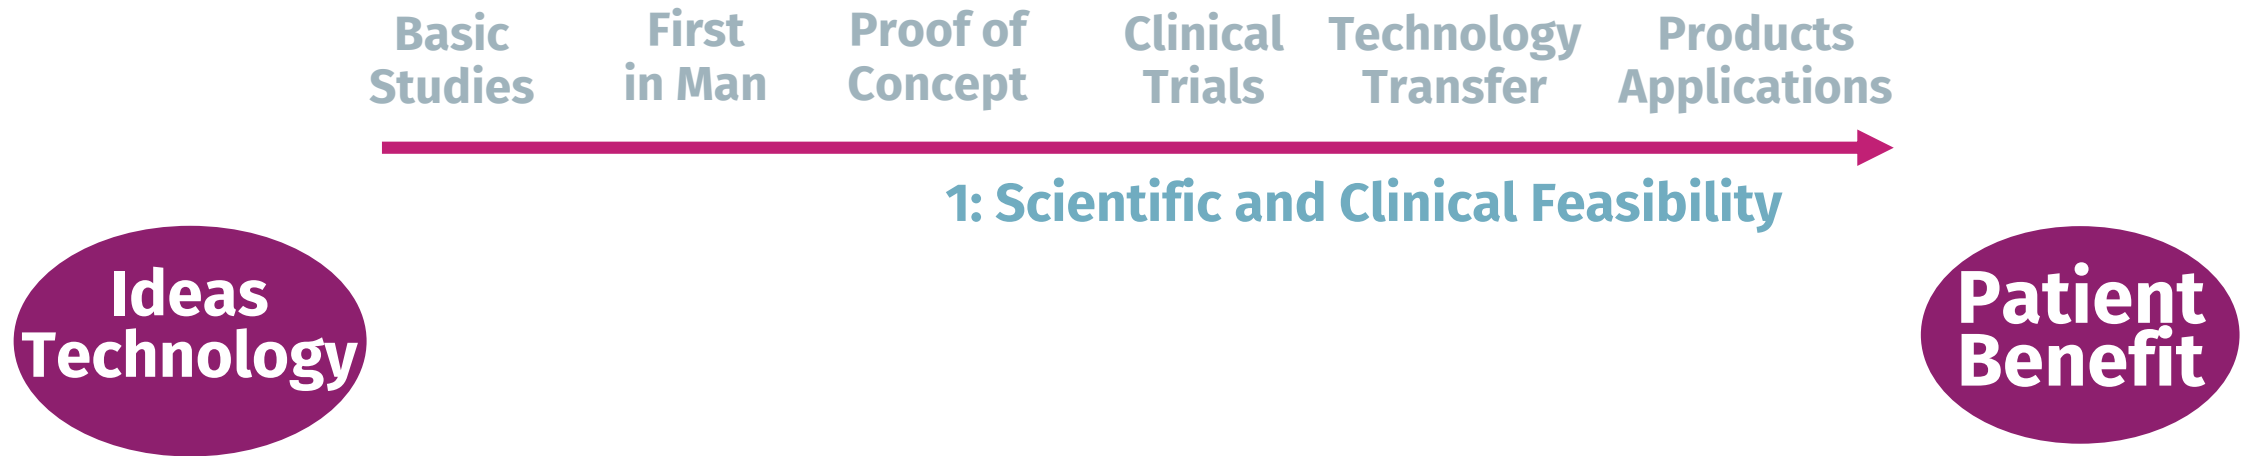 Basic
Studies
First
in Man
Proof of
Concept
Clinical
Trials
Technology
Transfer
Products
Applications
1: Scientific and Clinical Feasibility
Ideas
Technology
Patient
Benefit